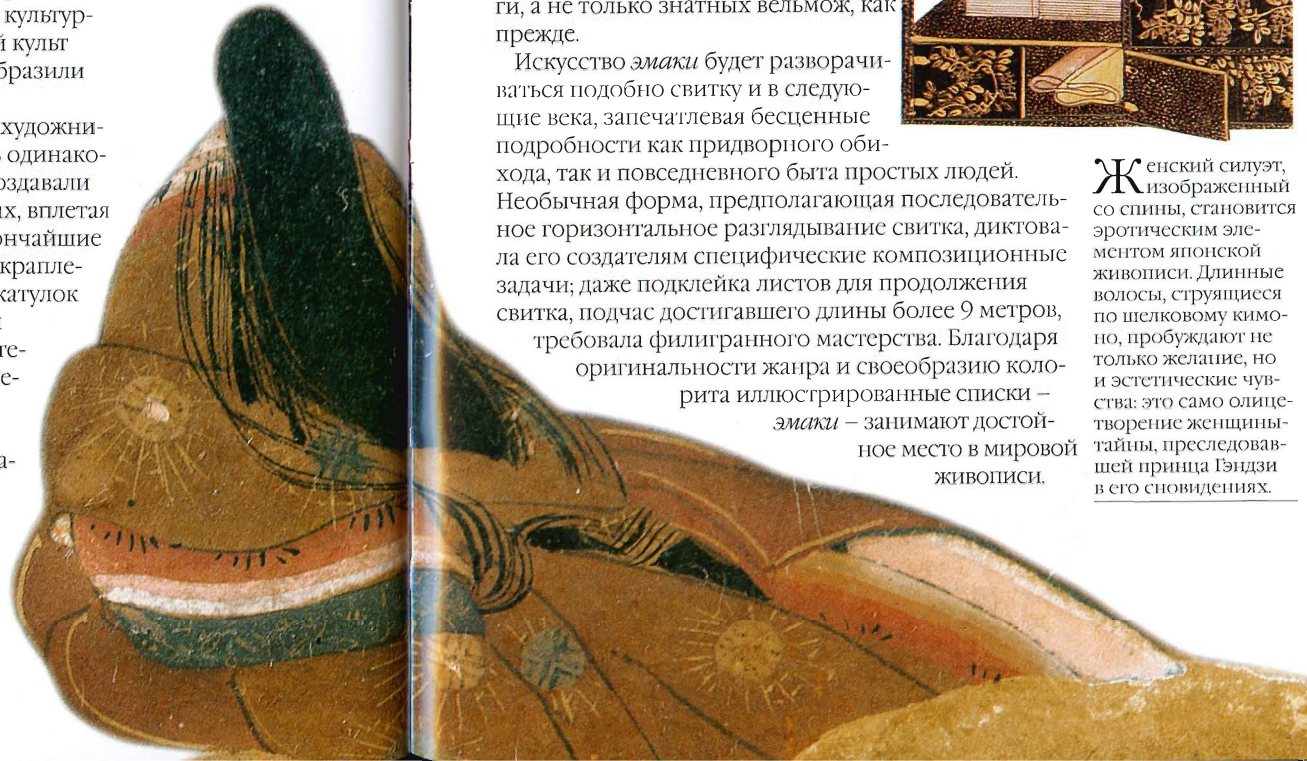 культур-
й культ
бразили
художни-
одинако-
оздавали
ах, вплетая
ончайшие
крапле-
катулок
те-
е-
а-
ги, а не только знатных вельмож, как
прежде.
Искусство эмаки будет разворачи-
ваться подобно свитку и в следую-
щие века, запечатлевая бесценные
подробности как придворного оби-
хода, так и повседневного быта простых людей.
Необычная форма, предполагающая последователь-
ное горизонтальное разглядывание свитка, диктова-
ла его создателям специфические композиционные
задачи; даже подклейка листов для продолжения
свитка, подчас достигавшего длины более 9 метров,
требовала филигранного мастерства. Благодаря
оригинальности жанра и своеобразию коло-
рита иллюстрированные списки –
эмаки – занимают достой-
ное место в мировой
живописи.
Женский силуэт,
изображенный
со спины, становится
эротическим эле-
ментом японской
живописи. Длинные
волосы, струящиеся
по шелковому кимо-
но, пробуждают не
только желание, но
и эстетические чув-
ства: это само олице-
творение женщины-
тайны, преследовав-
шей принца Гэндзи
в его сновидениях.